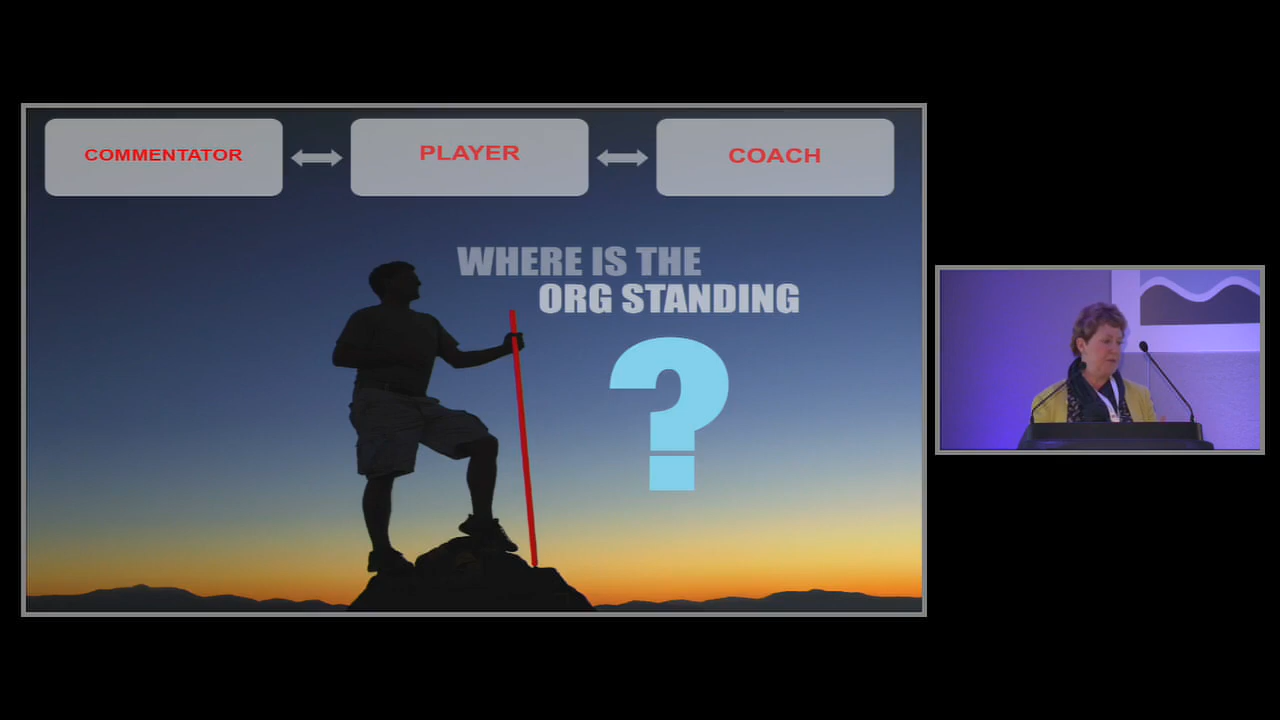 COMMENTATOR
PLAYER
COACH
WHERE IS THE
ORG STANDING
?